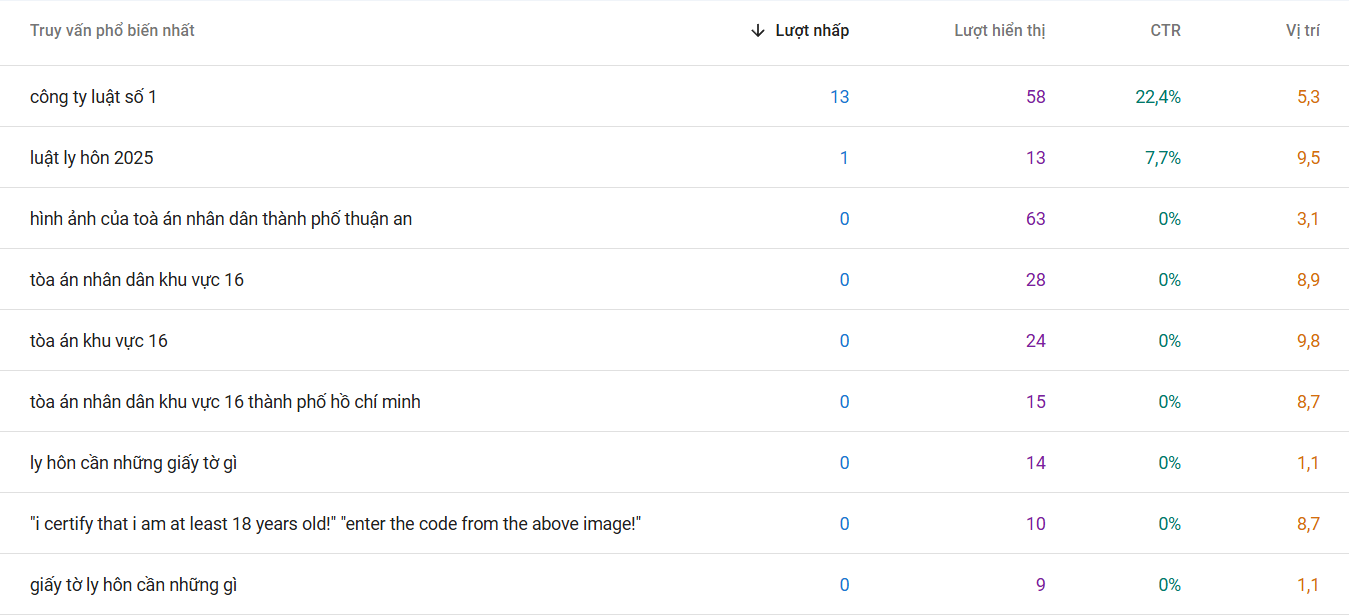 Truy vấn phổ biến nhất ↓ Lượt nhấp Lượt hiển thị CTR Vị trí
công ty luật số 1 13 58 22,4% 5,3
luật ly hôn 2025 1 13 7,7% 9,5
hình ảnh của toà án nhân dân thành phố thuận an 0 63 0% 3,1
tòa án nhân dân khu vực 16 0 28 0% 8,9
tòa án khu vực 16 0 24 0% 9,8
tòa án nhân dân khu vực 16 thành phố hồ chí minh 0 15 0% 8,7
ly hôn cần những giấy tờ gì 0 14 0% 1,1
"i certify that i am at least 18 years old!" "enter the code from the above image!" 0 10 0% 8,7
giấy tờ ly hôn cần những gì 0 9 0% 1,1